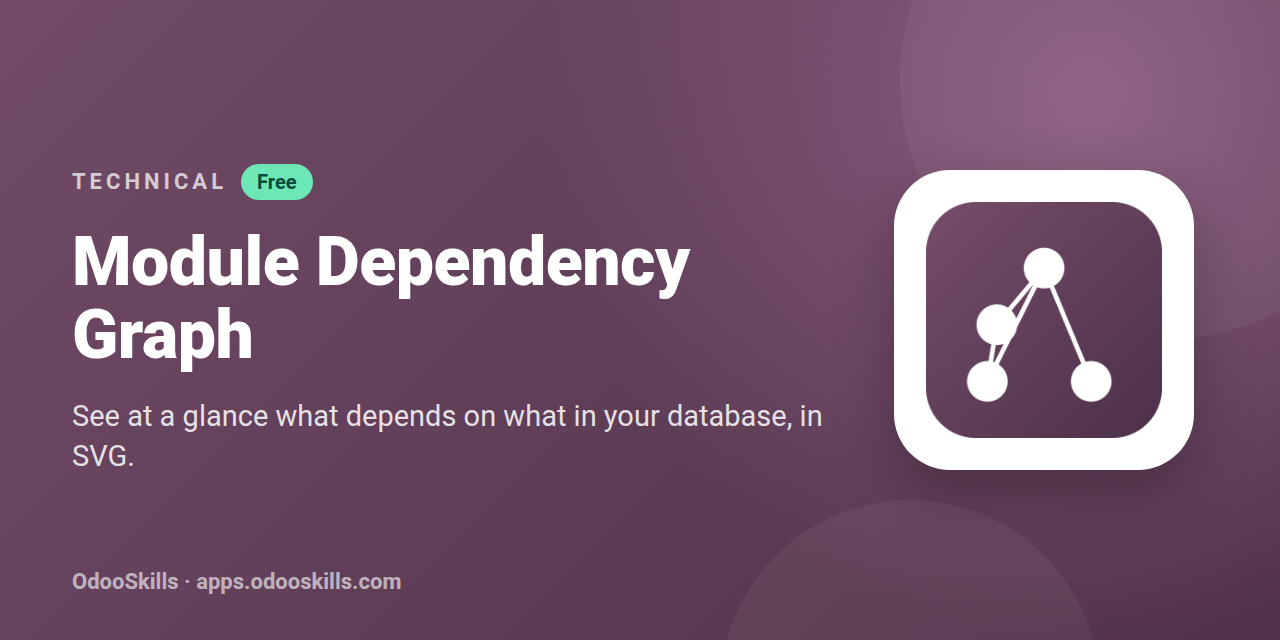 TECHNICAL Free
Module Dependency
Graph
See at a glance what depends on what in your database, in
SVG.
OdooSkills · apps.odooskills.com